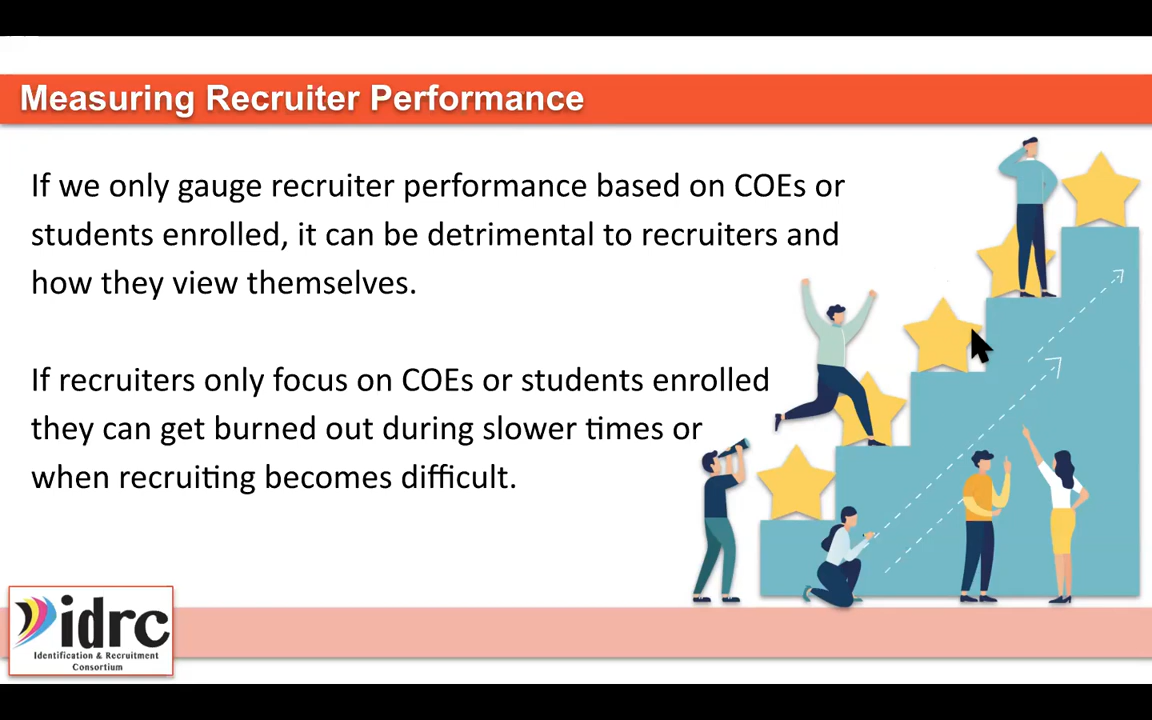 Measuring Recruiter Performance
If we only gauge recruiter performance based on COEs or
students enrolled, it can be detrimental to recruiters and
how they view themselves.
If recruiters only focus on COEs or students enrolled
they can get burned out during slower times or
when recruiting becomes difficult.
idrc
Identification & Recruitment
Consortium